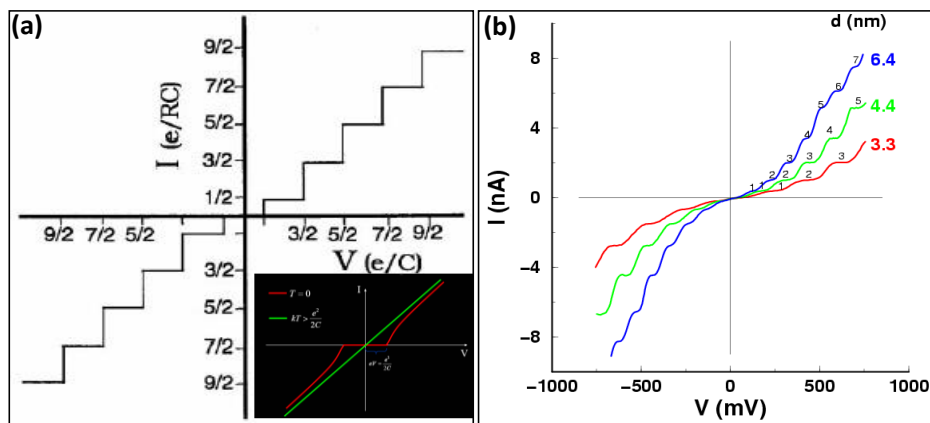 (a)
I (e/RC)
9/2
7/2
5/2
3/2
1/2
3/2 5/2 7/2 9/2
V (e/C)
9/2 7/2 5/2
3/2
5/2
7/2
9/2
I
T = 0
kT > e²/2C
V
(b)
d (nm)
6.4
4.4
3.3
I (nA)
8
4
0
−4
−8
1 2 3 4 5 6 7
1 2 3 4 5
1 2 3
−1000 −500 0 500 1000
V (mV)